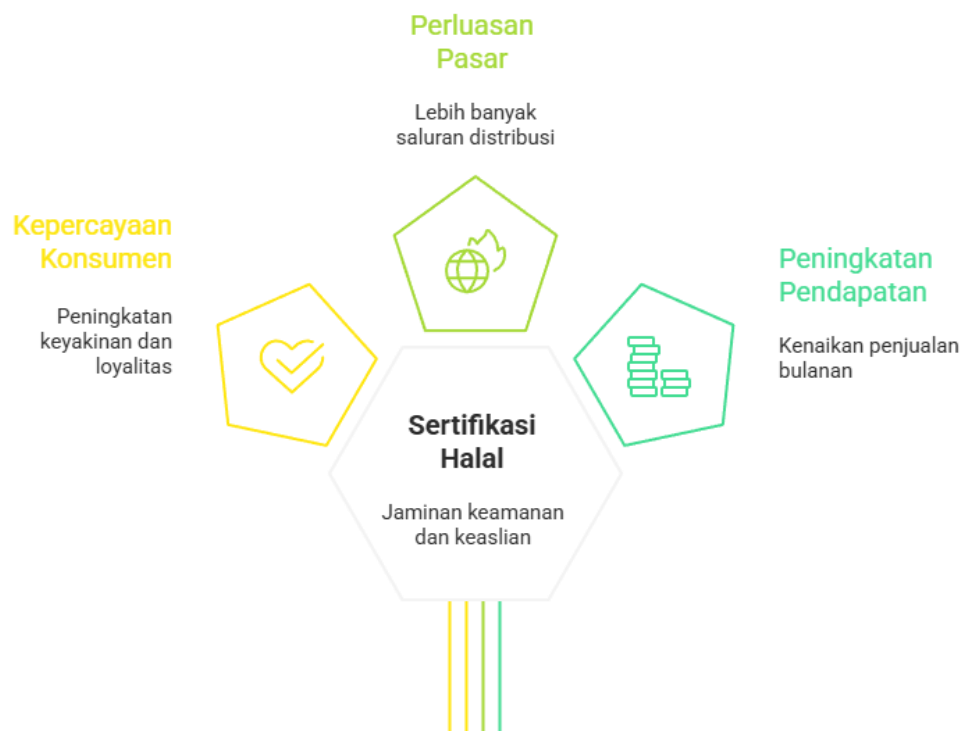 Perluasan
Pasar
Lebih banyak
saluran distribusi
Kepercayaan
Konsumen
Peningkatan
keyakinan dan
loyalitas
Peningkatan
Pendapatan
Kenaikan penjualan
bulanan
Sertifikasi
Halal
Jaminan keamanan
dan keaslian